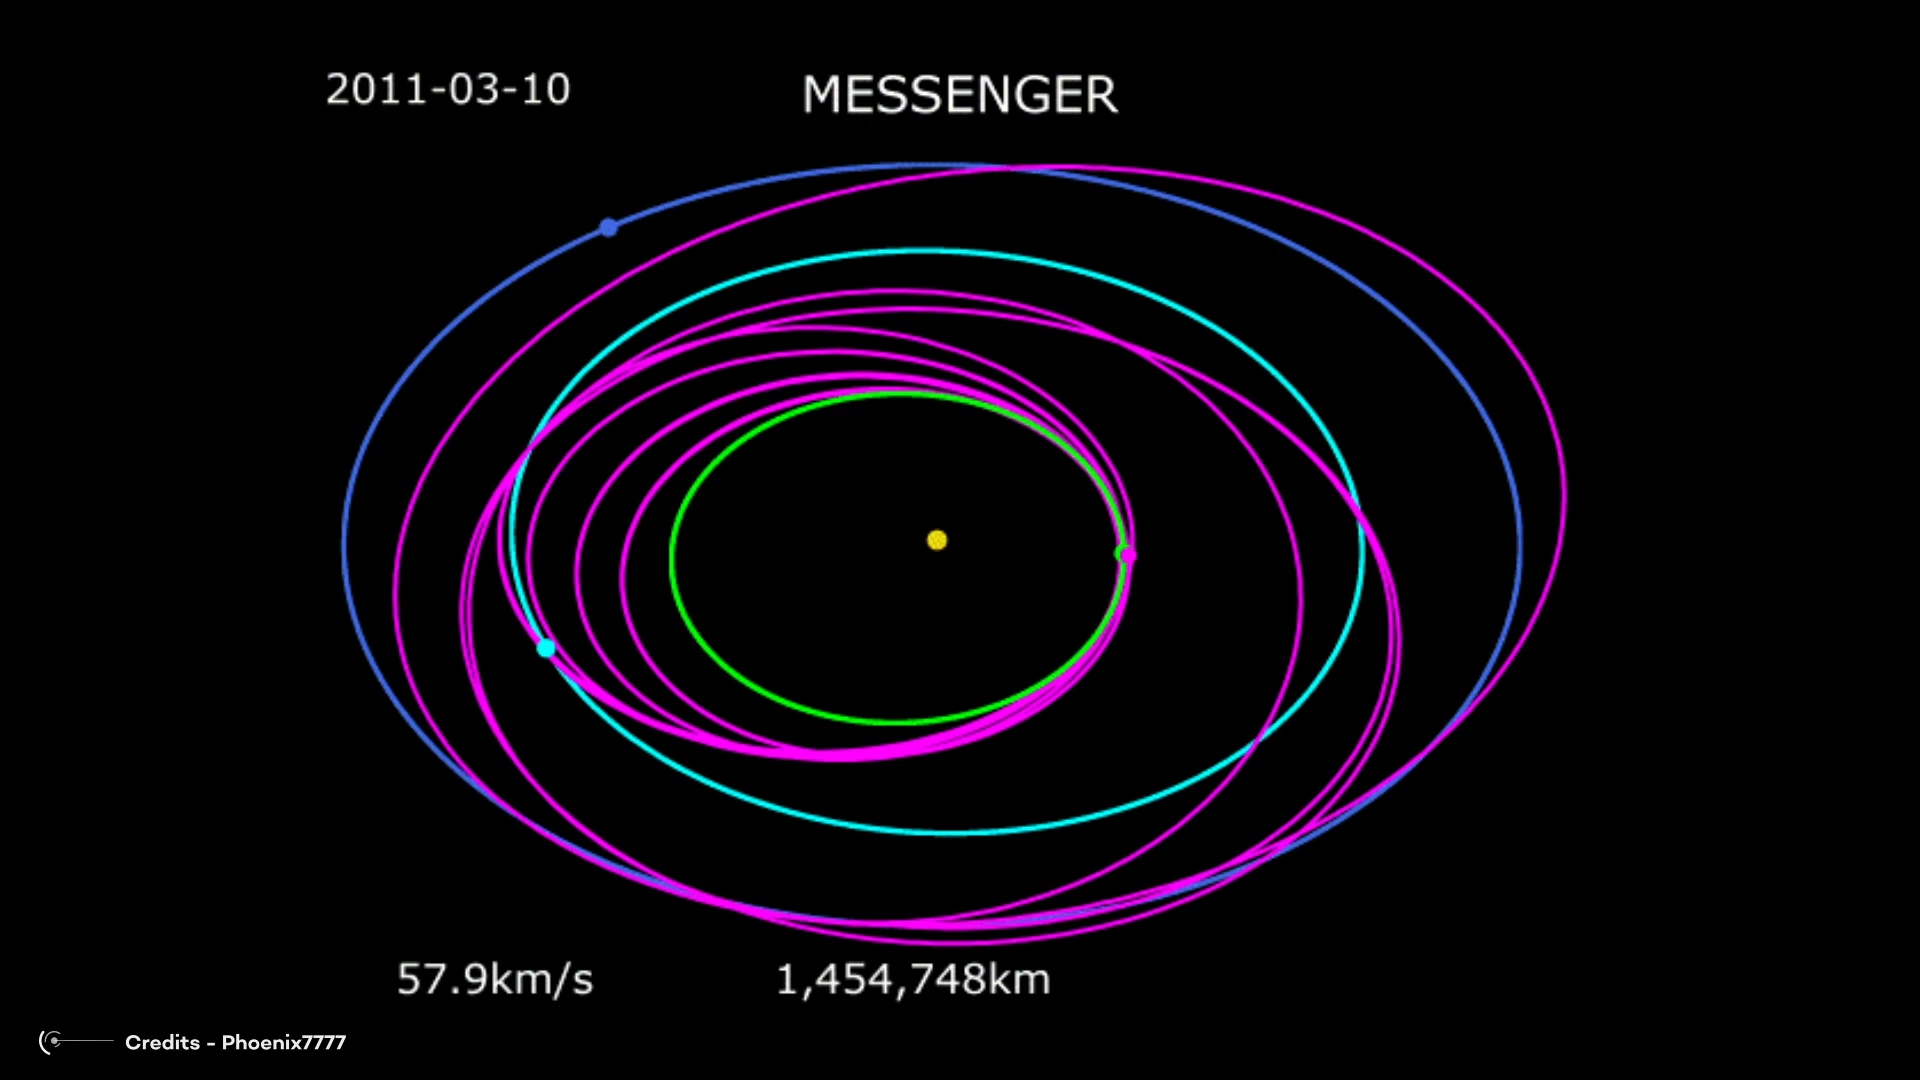 2011-03-10
MESSENGER
57.9km/s
1,454,748km
Credits - Phoenix7777